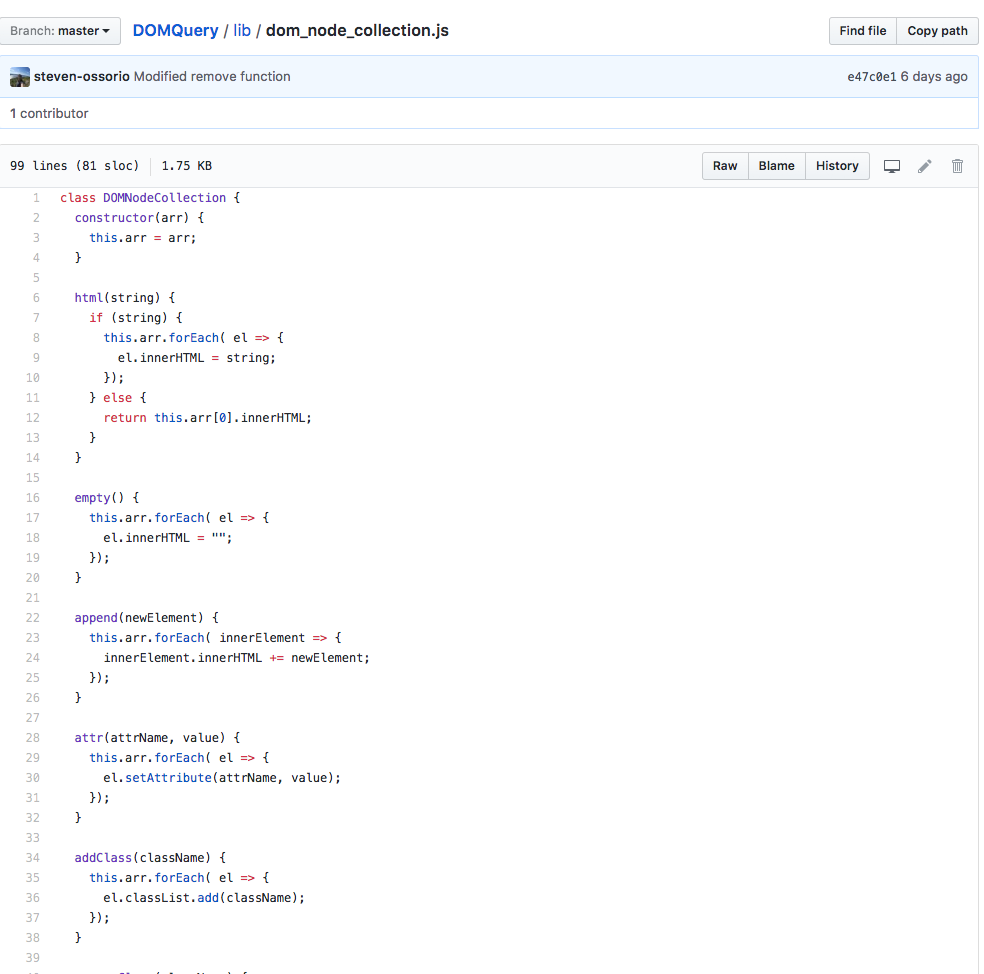 Branch: master DOMQuery / lib / dom_node_collection.js Find file Copy path
steven-ossorio Modified remove function e47c0e1 6 days ago
1 contributor
99 lines (81 sloc) 1.75 KB Raw Blame History
1 class DOMNodeCollection {
2   constructor(arr) {
3     this.arr = arr;
4   }
5
6   html(string) {
7     if (string) {
8       this.arr.forEach( el => {
9         el.innerHTML = string;
10       });
11     } else {
12       return this.arr[0].innerHTML;
13     }
14   }
15
16   empty() {
17     this.arr.forEach( el => {
18       el.innerHTML = "";
19     });
20   }
21
22   append(newElement) {
23     this.arr.forEach( innerElement => {
24       innerElement.innerHTML += newElement;
25     });
26   }
27
28   attr(attrName, value) {
29     this.arr.forEach( el => {
30       el.setAttribute(attrName, value);
31     });
32   }
33
34   addClass(className) {
35     this.arr.forEach( el => {
36       el.classList.add(className);
37     });
38   }
39